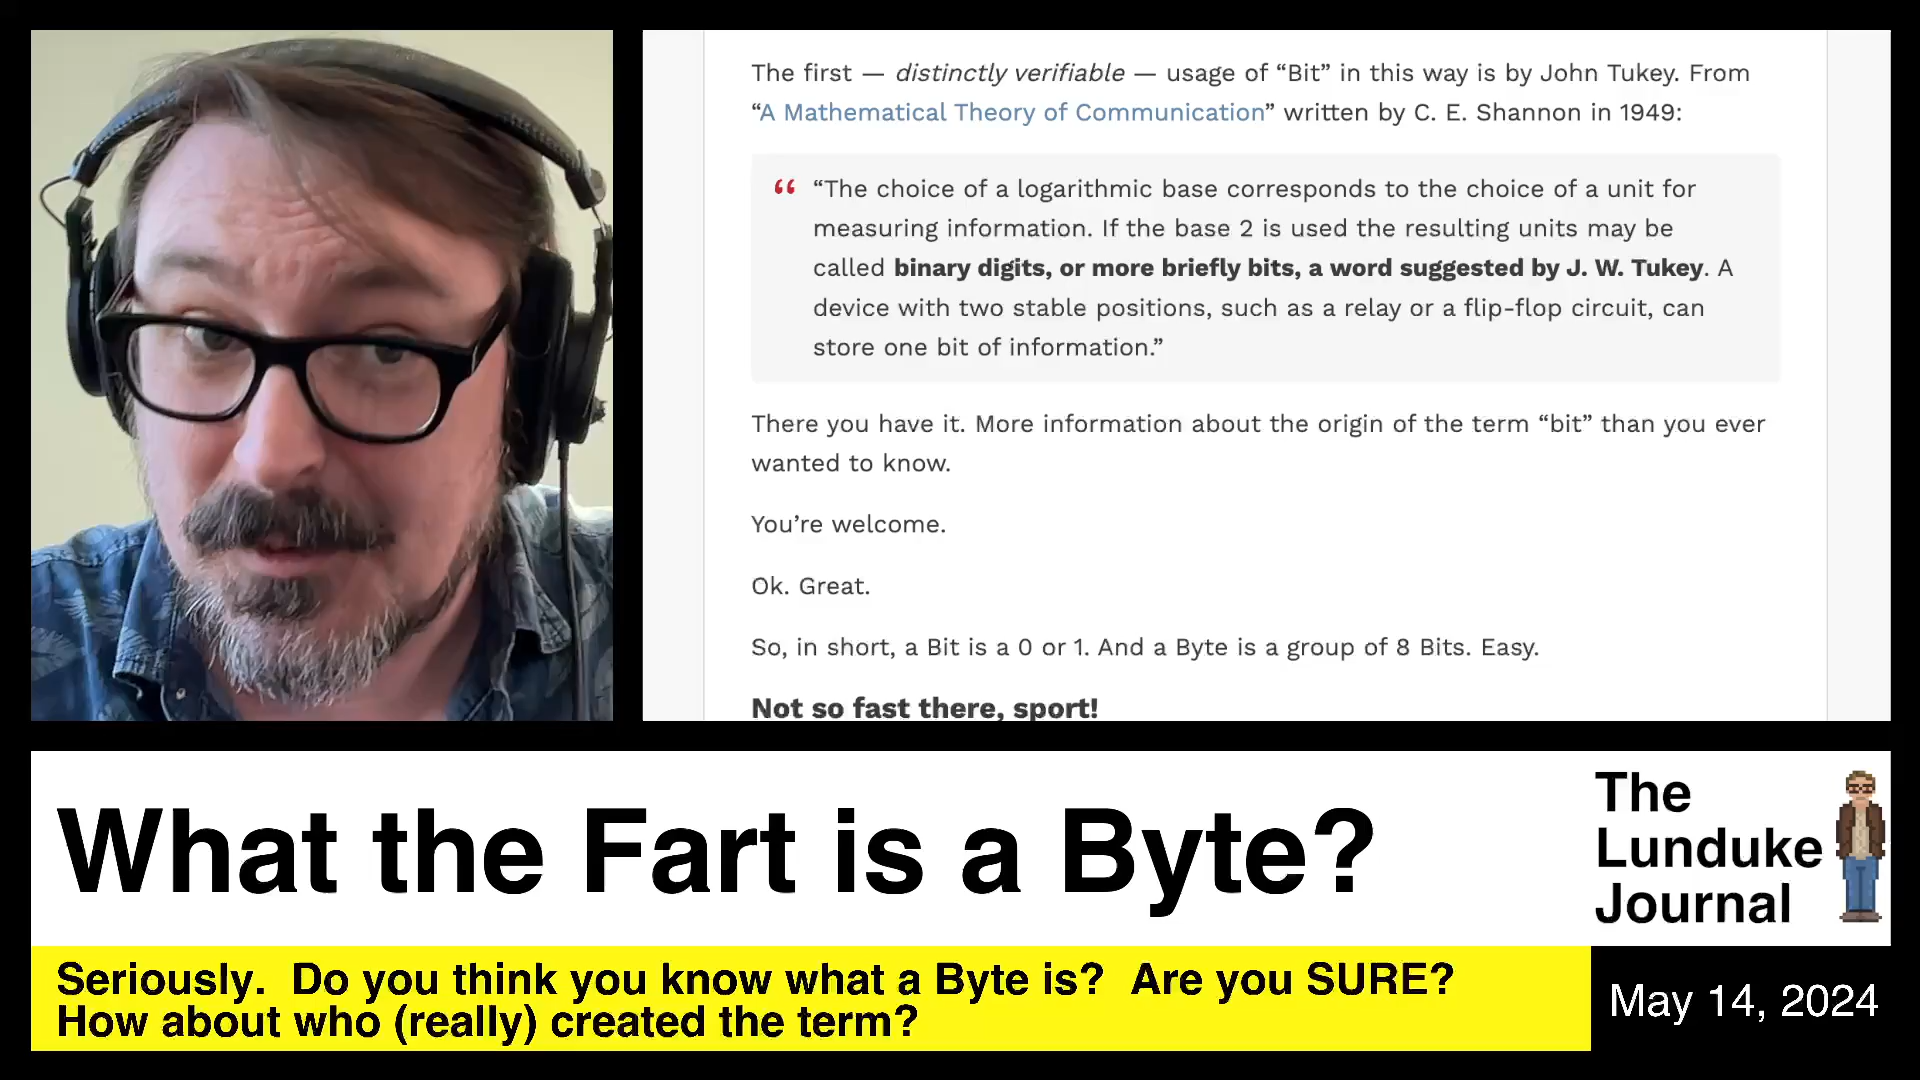 The first — distinctly verifiable — usage of “Bit” in this way is by John Tukey. From
“A Mathematical Theory of Communication” written by C. E. Shannon in 1949:
“ “The choice of a logarithmic base corresponds to the choice of a unit for
measuring information. If the base 2 is used the resulting units may be
called binary digits, or more briefly bits, a word suggested by J. W. Tukey. A
device with two stable positions, such as a relay or a flip-flop circuit, can
store one bit of information.”
There you have it. More information about the origin of the term “bit” than you ever
wanted to know.
You’re welcome.
Ok. Great.
So, in short, a Bit is a 0 or 1. And a Byte is a group of 8 Bits. Easy.
Not so fast there, sport!
What the Fart is a Byte?
The
Lunduke
Journal
Seriously. Do you think you know what a Byte is? Are you SURE?
How about who (really) created the term?
May 14, 2024